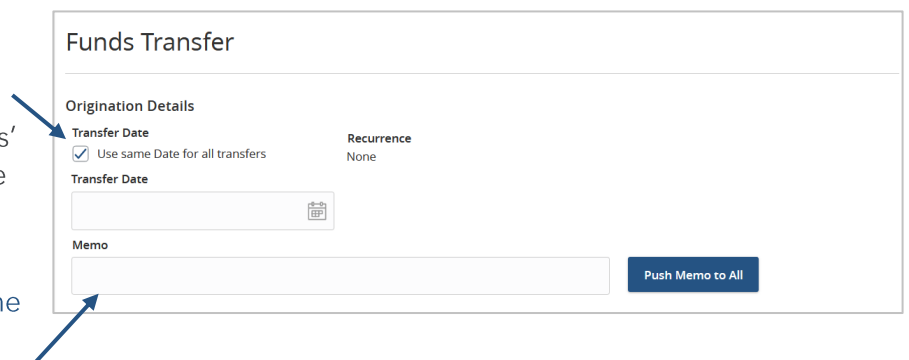 Funds Transfer
Origination Details
Transfer Date
Recurrence
Use same Date for all transfers
None
Transfer Date
Memo
Push Memo to All